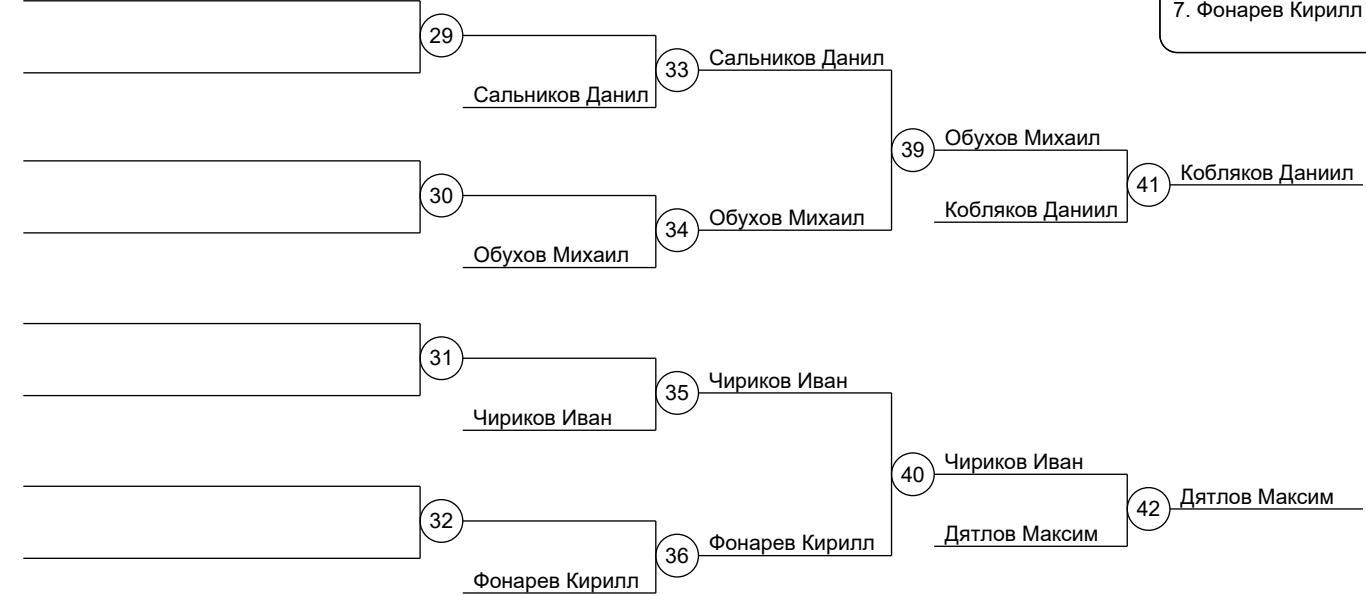 7. Фонарев Кирилл
29
33
Сальников Данил
Сальников Данил
39
Обухов Михаил
41
Кобляков Даниил
30
34
Обухов Михаил
Кобляков Даниил
Обухов Михаил
31
35
Чириков Иван
Чириков Иван
40
Чириков Иван
42
Дятлов Максим
32
36
Фонарев Кирилл
Дятлов Максим
Фонарев Кирилл